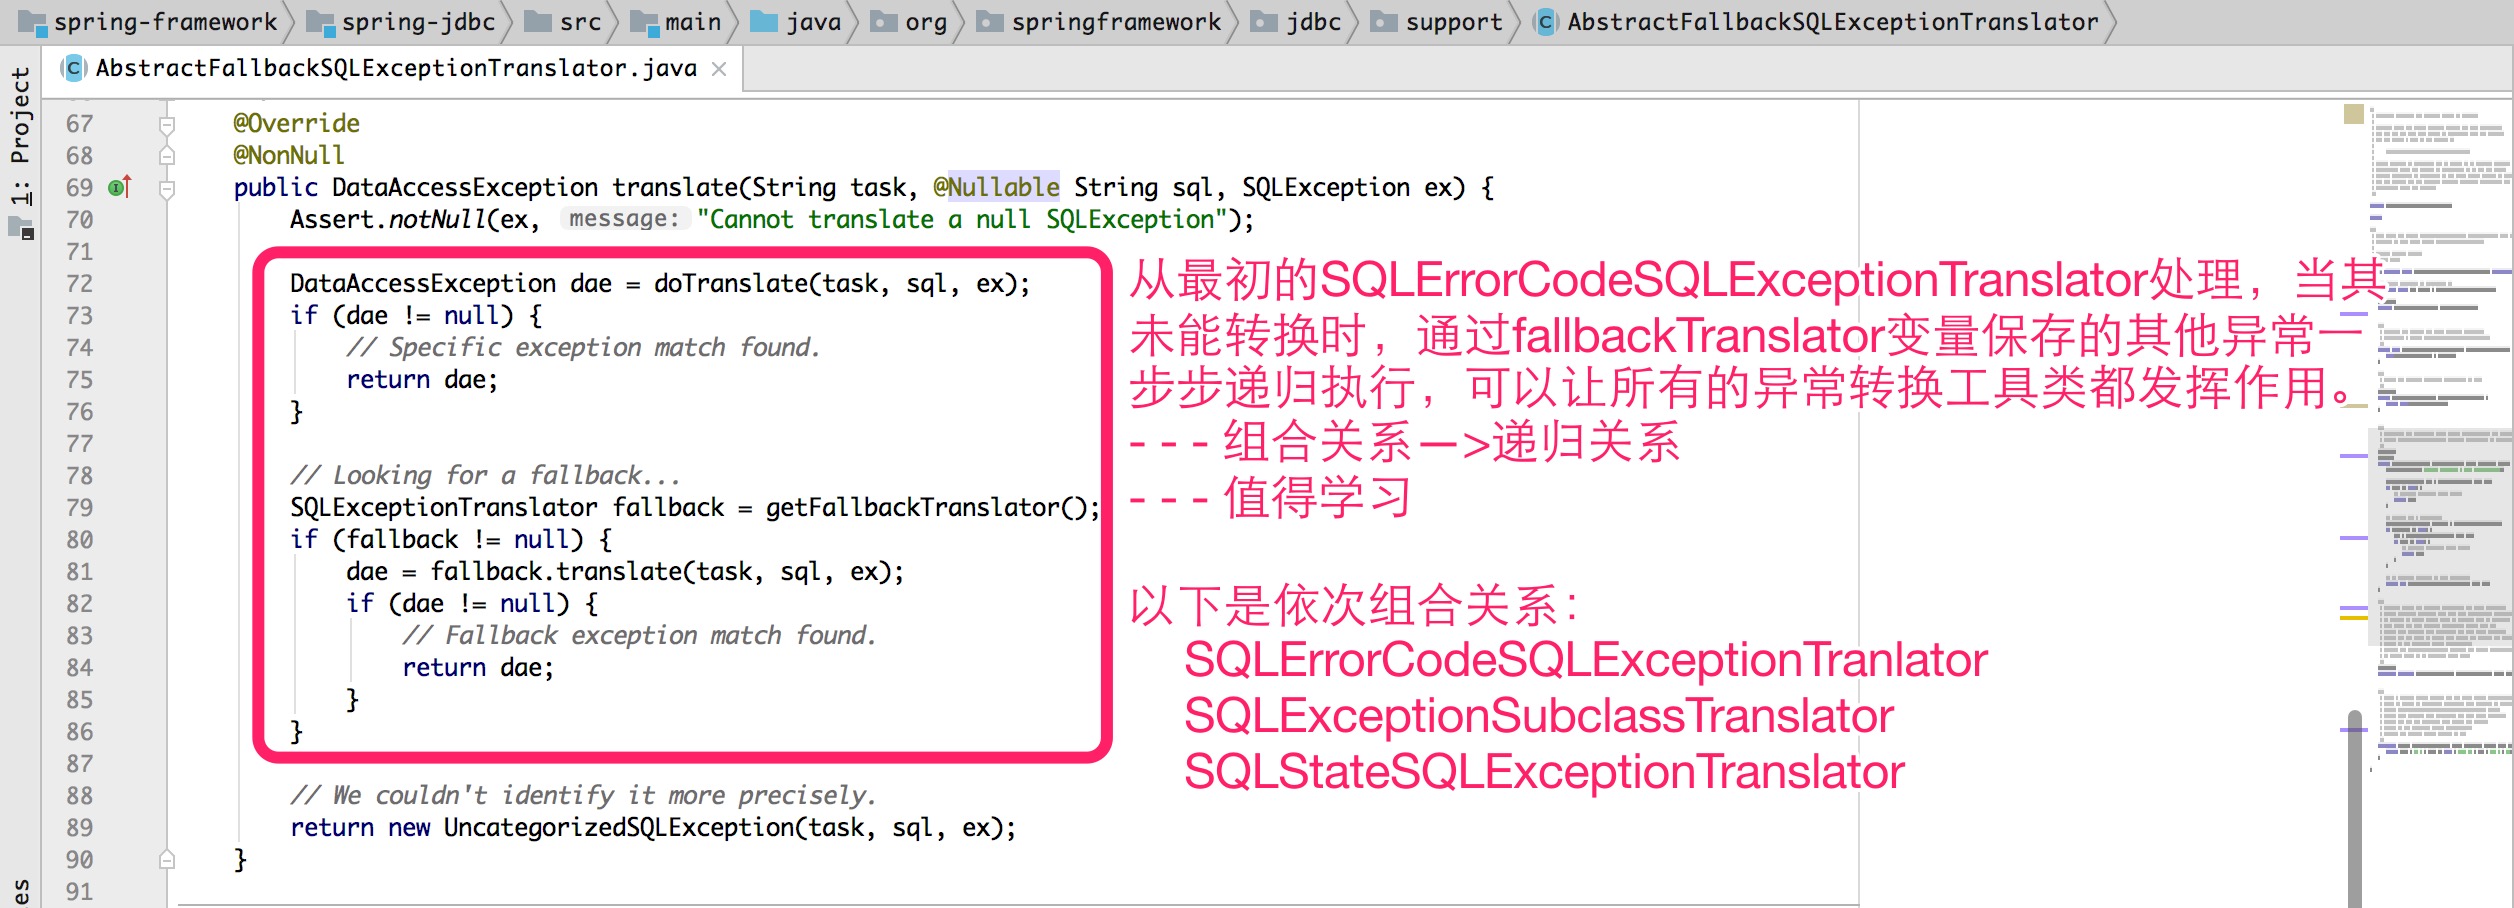 spring-framework spring-jdbc src main java org springframework jdbc support AbstractFallbackSQLExceptionTranslator
AbstractFallbackSQLExceptionTranslator.java
1: Project
67 @Override
68 @NonNull
69 public DataAccessException translate(String task, @Nullable String sql, SQLException ex) {
70 Assert.notNull(ex, message: "Cannot translate a null SQLException");
71
72 DataAccessException dae = doTranslate(task, sql, ex);
73 if (dae != null) {
74 // Specific exception match found.
75 return dae;
76 }
77
78 // Looking for a fallback...
79 SQLExceptionTranslator fallback = getFallbackTranslator();
80 if (fallback != null) {
81 dae = fallback.translate(task, sql, ex);
82 if (dae != null) {
83 // Fallback exception match found.
84 return dae;
85 }
86 }
87
88 // We couldn't identify it more precisely.
89 return new UncategorizedSQLException(task, sql, ex);
90 }
91
从最初的SQLErrorCodeSQLExceptionTranslator处理，当其
未能转换时，通过fallbackTranslator变量保存的其他异常一
步步递归执行，可以让所有的异常转换工具类都发挥作用。
- - - 组合关系—>递归关系
- - - 值得学习
以下是依次组合关系：
SQLErrorCodeSQLExceptionTranlator
SQLExceptionSubclassTranslator
SQLStateSQLExceptionTranslator